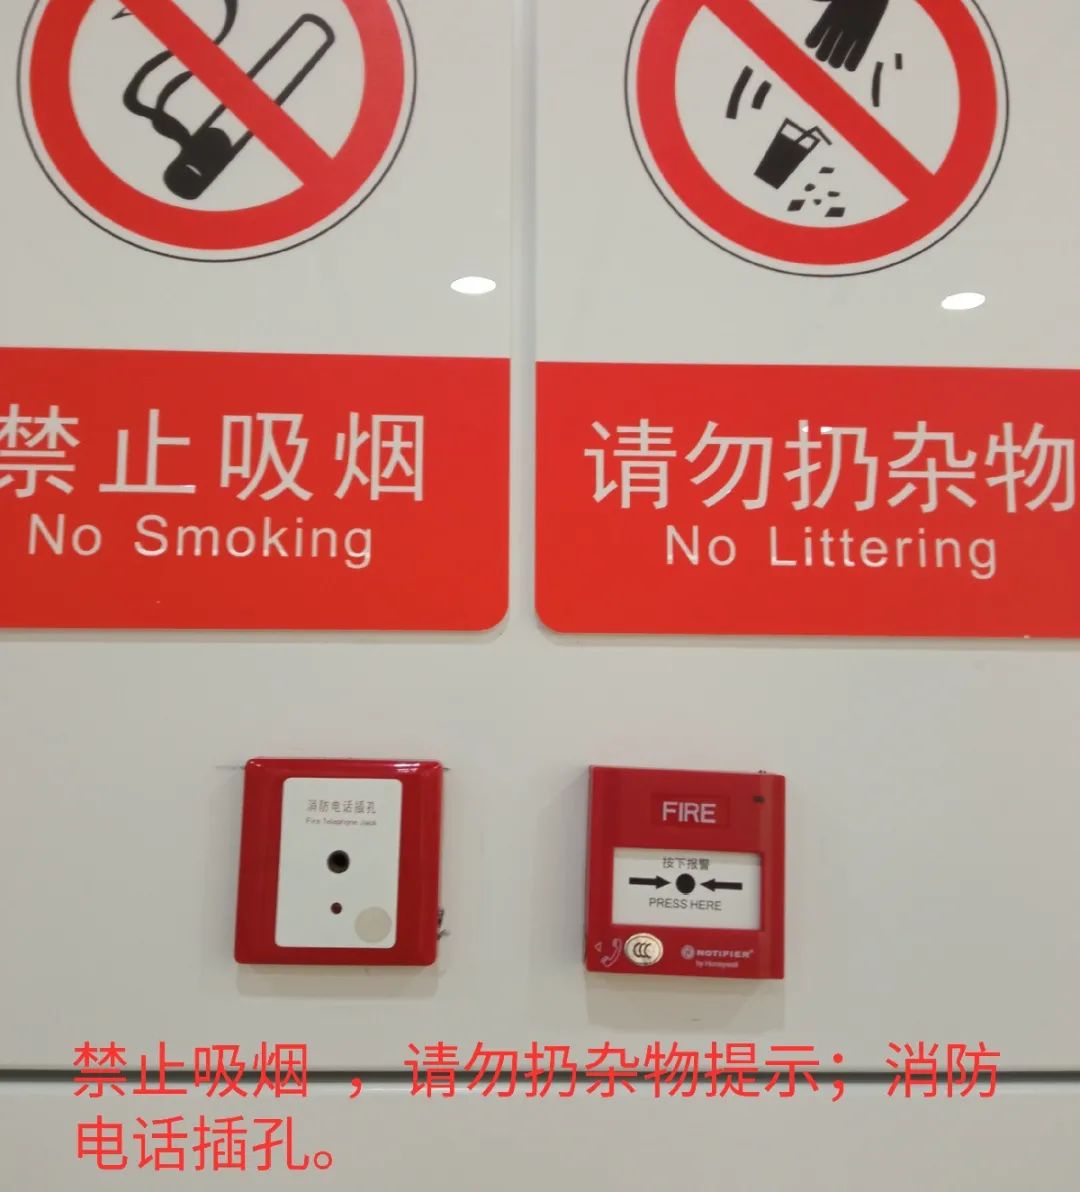 禁止吸烟
No Smoking
请勿扔杂物
No Littering
消防电话插孔
Fire Telephone Jack
FIRE
按下报警
PRESS HERE
CCC
NOTIFIER®
by Honeywell
禁止吸烟 ，请勿扔杂物提示；消防
电话插孔。